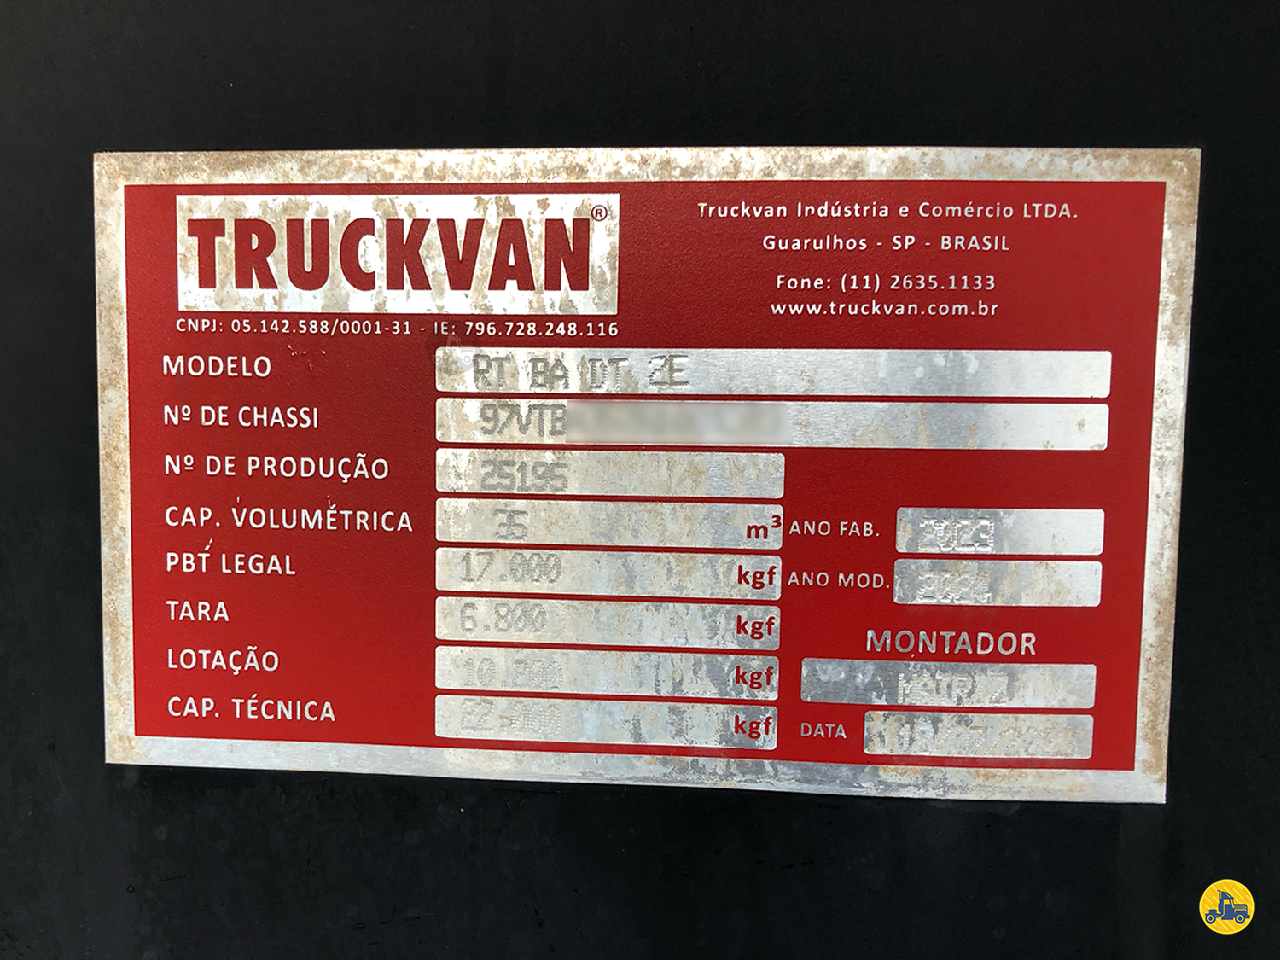 TRUCKVAN®
Truckvan Indústria e Comércio LTDA.
Guarulhos - SP - BRASIL
Fone: (11) 2635.1133
www.truckvan.com.br
CNPJ: 05.142.588/0001-31 - IE: 796.728.248.116
MODELO RT BA DT 2E
Nº DE CHASSI 97VTB
Nº DE PRODUÇÃO 25195
CAP. VOLUMÉTRICA 35 m³ ANO FAB. 2023
PBT LEGAL 17.000 kgf ANO MOD. 2024
TARA 6.800 kgf
MONTADOR
LOTAÇÃO kgf
CAP. TÉCNICA kgf DATA